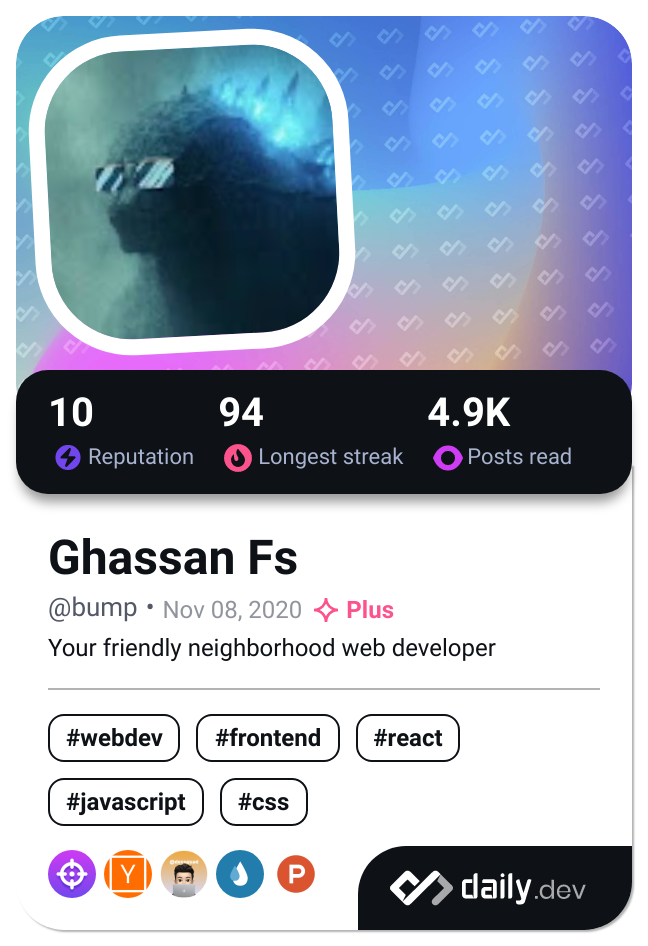 10 94 4.9K
Reputation Longest streak Posts read
Ghassan Fs
@bump • Nov 08, 2020 Plus
Your friendly neighborhood web developer
#webdev #frontend #react
#javascript #css
Y P
daily.dev